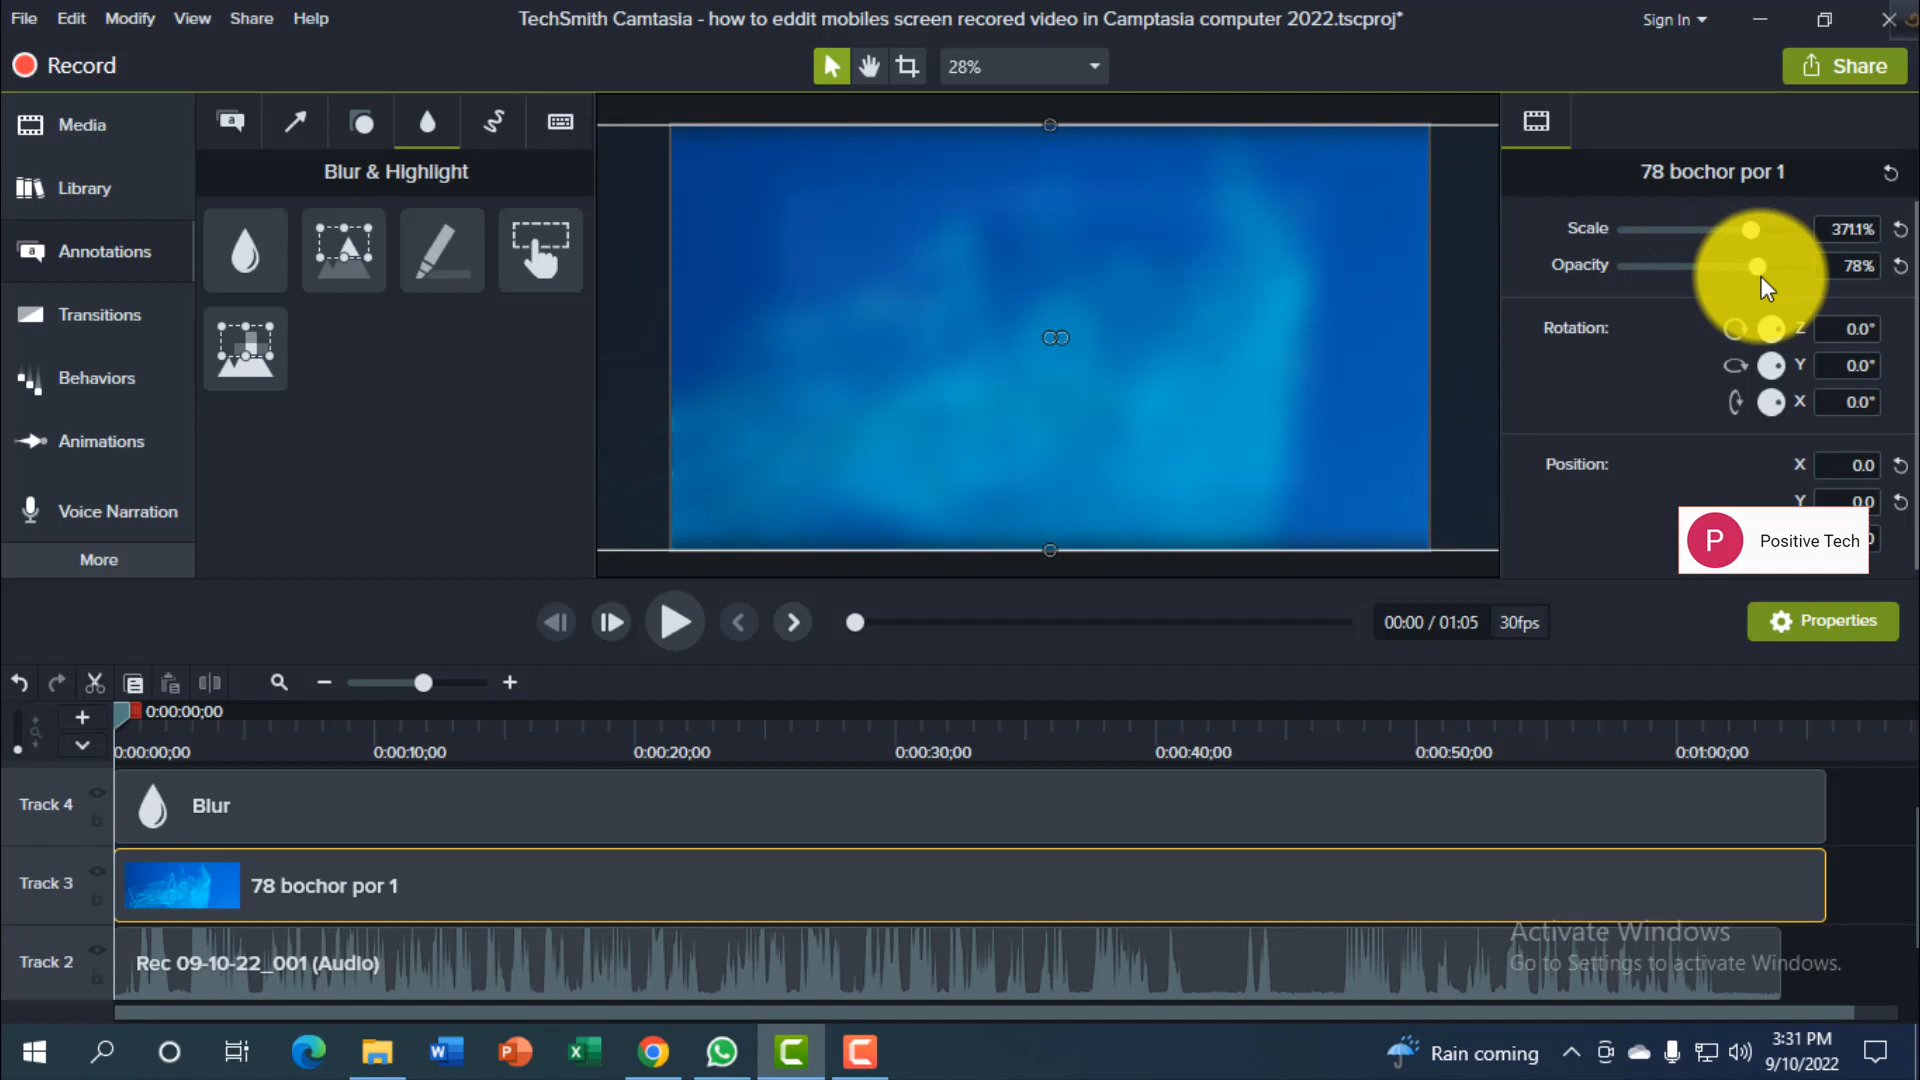 File Edit Modify View Share Help
TechSmith Camtasia - how to eddit mobiles screen recored video in Camptasia computer 2022.tscproj*
Sign In
Record
28%
Share
Media
Library
Annotations
Transitions
Behaviors
Animations
Voice Narration
More
a
Blur & Highlight
78 bochor por 1
Scale 371.1%
Opacity 78%
Rotation: Z 0.0°
Y 0.0°
X 0.0°
Position: X 0.0
Y 0.0
P Positive Tech
00:00 / 01:05 30fps
Properties
0:00:00;00
0:00:00;00 0:00:10;00 0:00:20;00 0:00:30;00 0:00:40;00 0:00:50;00 0:01:00;00
Track 4 Blur
Track 3 78 bochor por 1
Track 2 Rec 09-10-22_001 (Audio)
Activate Windows
Go to Settings to activate Windows.
Rain coming
3:31 PM
9/10/2022